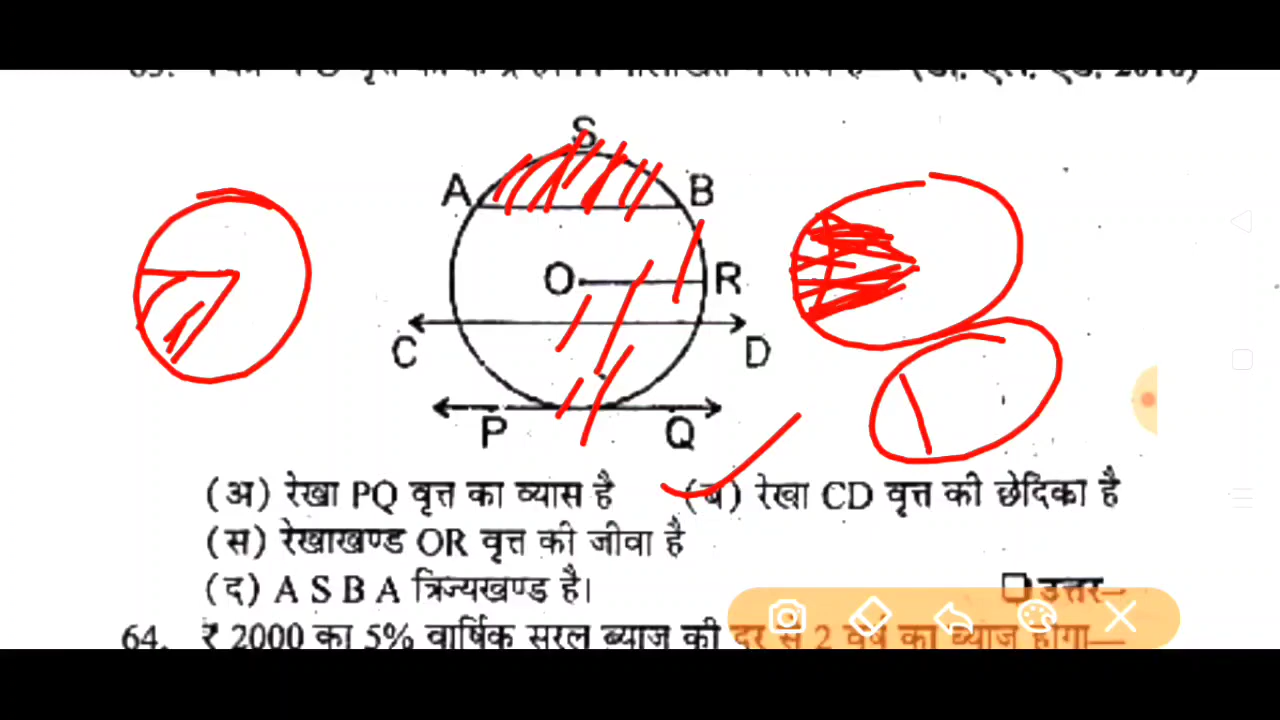 S
A B
O R
C D
P Q
(अ) रेखा PQ वृत्त का व्यास है (ब) रेखा CD वृत्त की छेदिका है
(स) रेखाखण्ड OR वृत्त की जीवा है
(द) A S B A त्रिज्यखण्ड है। उत्तर–
64. ₹ 2000 का 5% वार्षिक सरल ब्याज की दर से 2 वर्ष का ब्याज होगा—